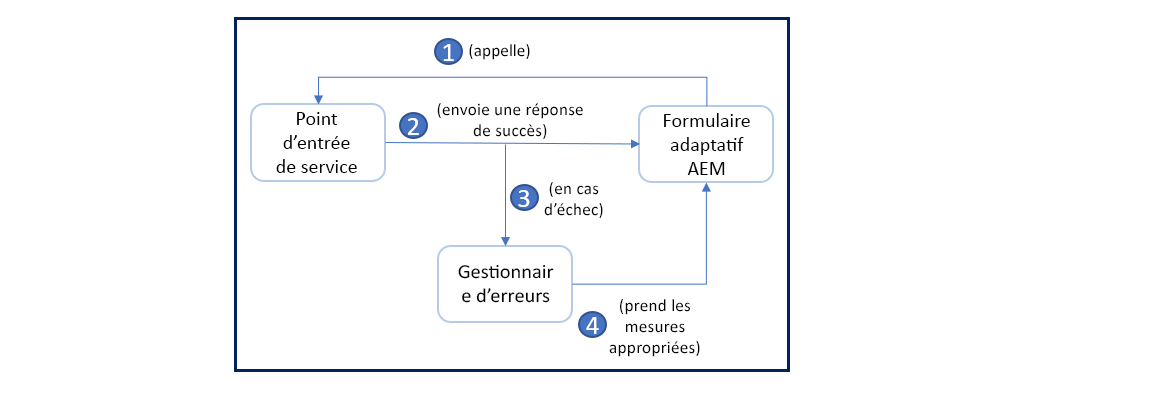 1 (appelle)
Point
d’entrée
de service
2 (envoie une réponse
de succès)
Formulaire
adaptatif
AEM
3 (en cas
d’échec)
Gestionnair
e d’erreurs
4 (prend les
mesures
appropriées)